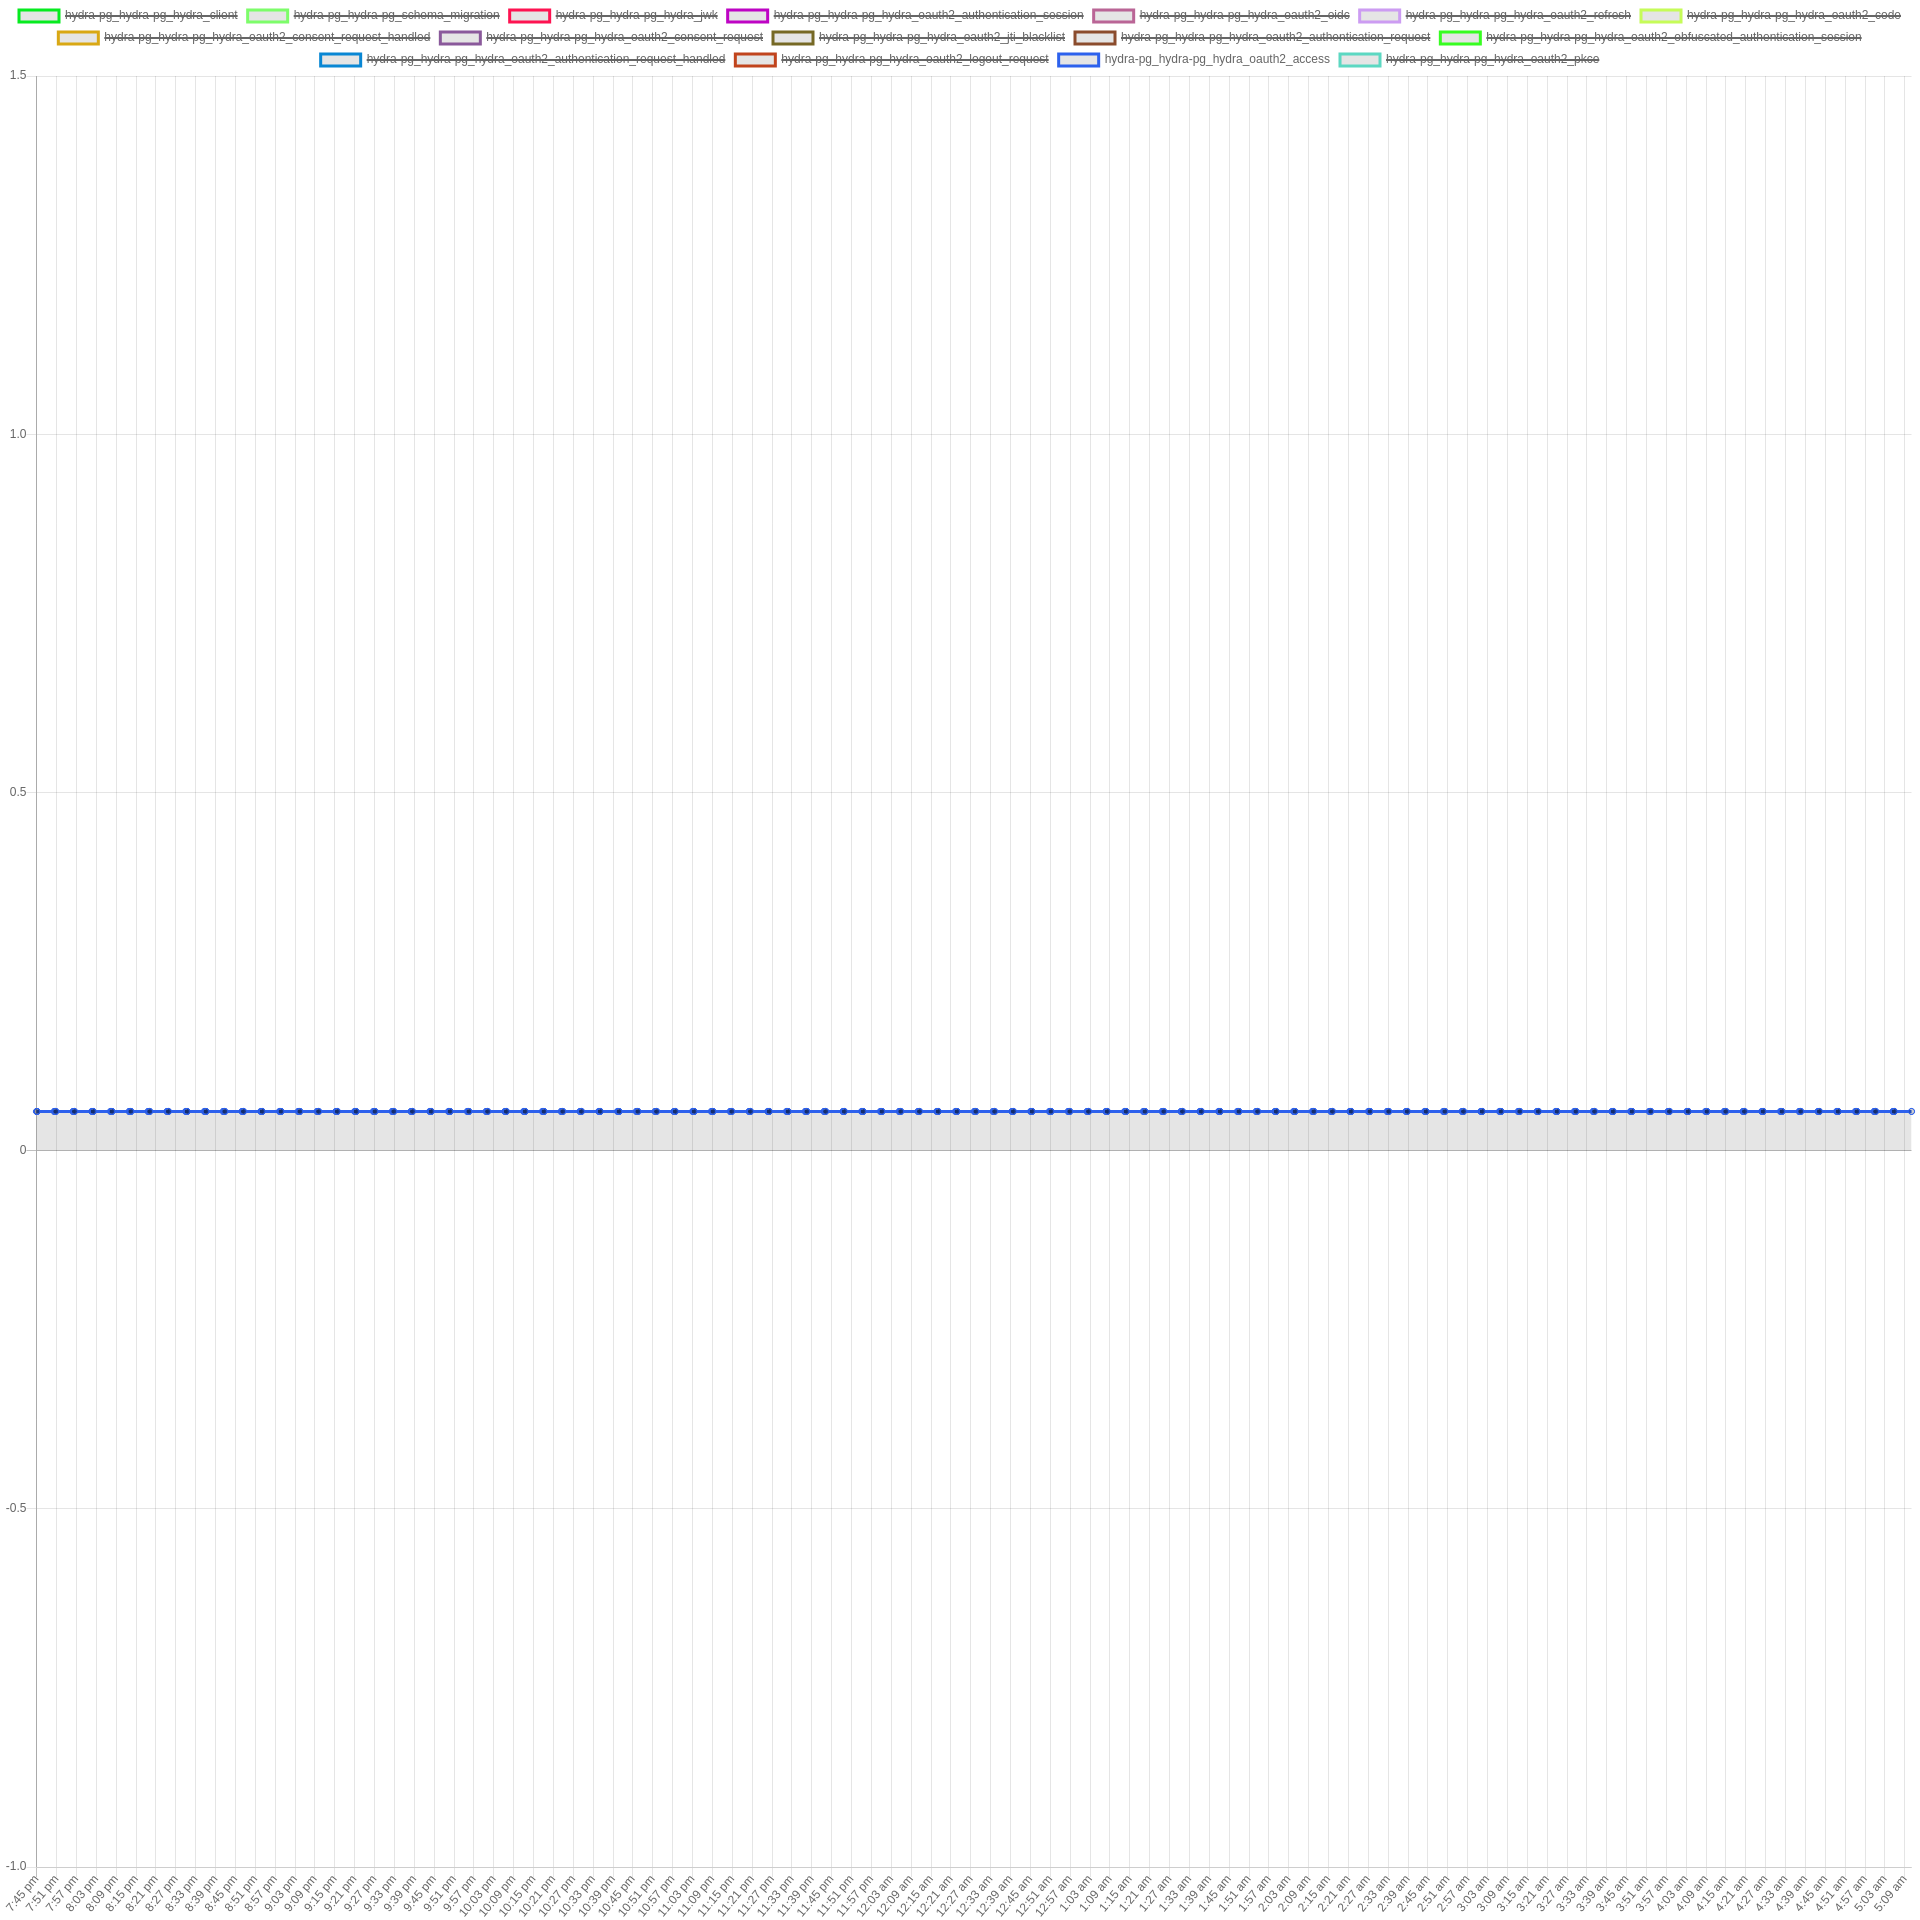 hydra-pg_hydra-pg_hydra_client hydra-pg_hydra-pg_schema_migration hydra-pg_hydra-pg_hydra_jwk hydra-pg_hydra-pg_hydra_oauth2_authentication_session hydra-pg_hydra-pg_hydra_oauth2_oidc hydra-pg_hydra-pg_hydra_oauth2_refresh hydra-pg_hydra-pg_hydra_oauth2_code
hydra-pg_hydra-pg_hydra_oauth2_consent_request_handled hydra-pg_hydra-pg_hydra_oauth2_consent_request hydra-pg_hydra-pg_hydra_oauth2_jti_blacklist hydra-pg_hydra-pg_hydra_oauth2_authentication_request hydra-pg_hydra-pg_hydra_oauth2_obfuscated_authentication_session
hydra-pg_hydra-pg_hydra_oauth2_authentication_request_handled hydra-pg_hydra-pg_hydra_oauth2_logout_request hydra-pg_hydra-pg_hydra_oauth2_access hydra-pg_hydra-pg_hydra_oauth2_pkce
1.5
1.0
0.5
0
-0.5
-1.0
7:45 pm 7:51 pm 7:57 pm 8:03 pm 8:09 pm 8:15 pm 8:21 pm 8:27 pm 8:33 pm 8:39 pm 8:45 pm 8:51 pm 8:57 pm 9:03 pm 9:09 pm 9:15 pm 9:21 pm 9:27 pm 9:33 pm 9:39 pm 9:45 pm 9:51 pm 9:57 pm 10:03 pm 10:09 pm 10:15 pm 10:21 pm 10:27 pm 10:33 pm 10:39 pm 10:45 pm 10:51 pm 10:57 pm 11:03 pm 11:09 pm 11:15 pm 11:21 pm 11:27 pm 11:33 pm 11:39 pm 11:45 pm 11:51 pm 11:57 pm 12:03 am 12:09 am 12:15 am 12:21 am 12:27 am 12:33 am 12:39 am 12:45 am 12:51 am 12:57 am 1:03 am 1:09 am 1:15 am 1:21 am 1:27 am 1:33 am 1:39 am 1:45 am 1:51 am 1:57 am 2:03 am 2:09 am 2:15 am 2:21 am 2:27 am 2:33 am 2:39 am 2:45 am 2:51 am 2:57 am 3:03 am 3:09 am 3:15 am 3:21 am 3:27 am 3:33 am 3:39 am 3:45 am 3:51 am 3:57 am 4:03 am 4:09 am 4:15 am 4:21 am 4:27 am 4:33 am 4:39 am 4:45 am 4:51 am 4:57 am 5:03 am 5:09 am